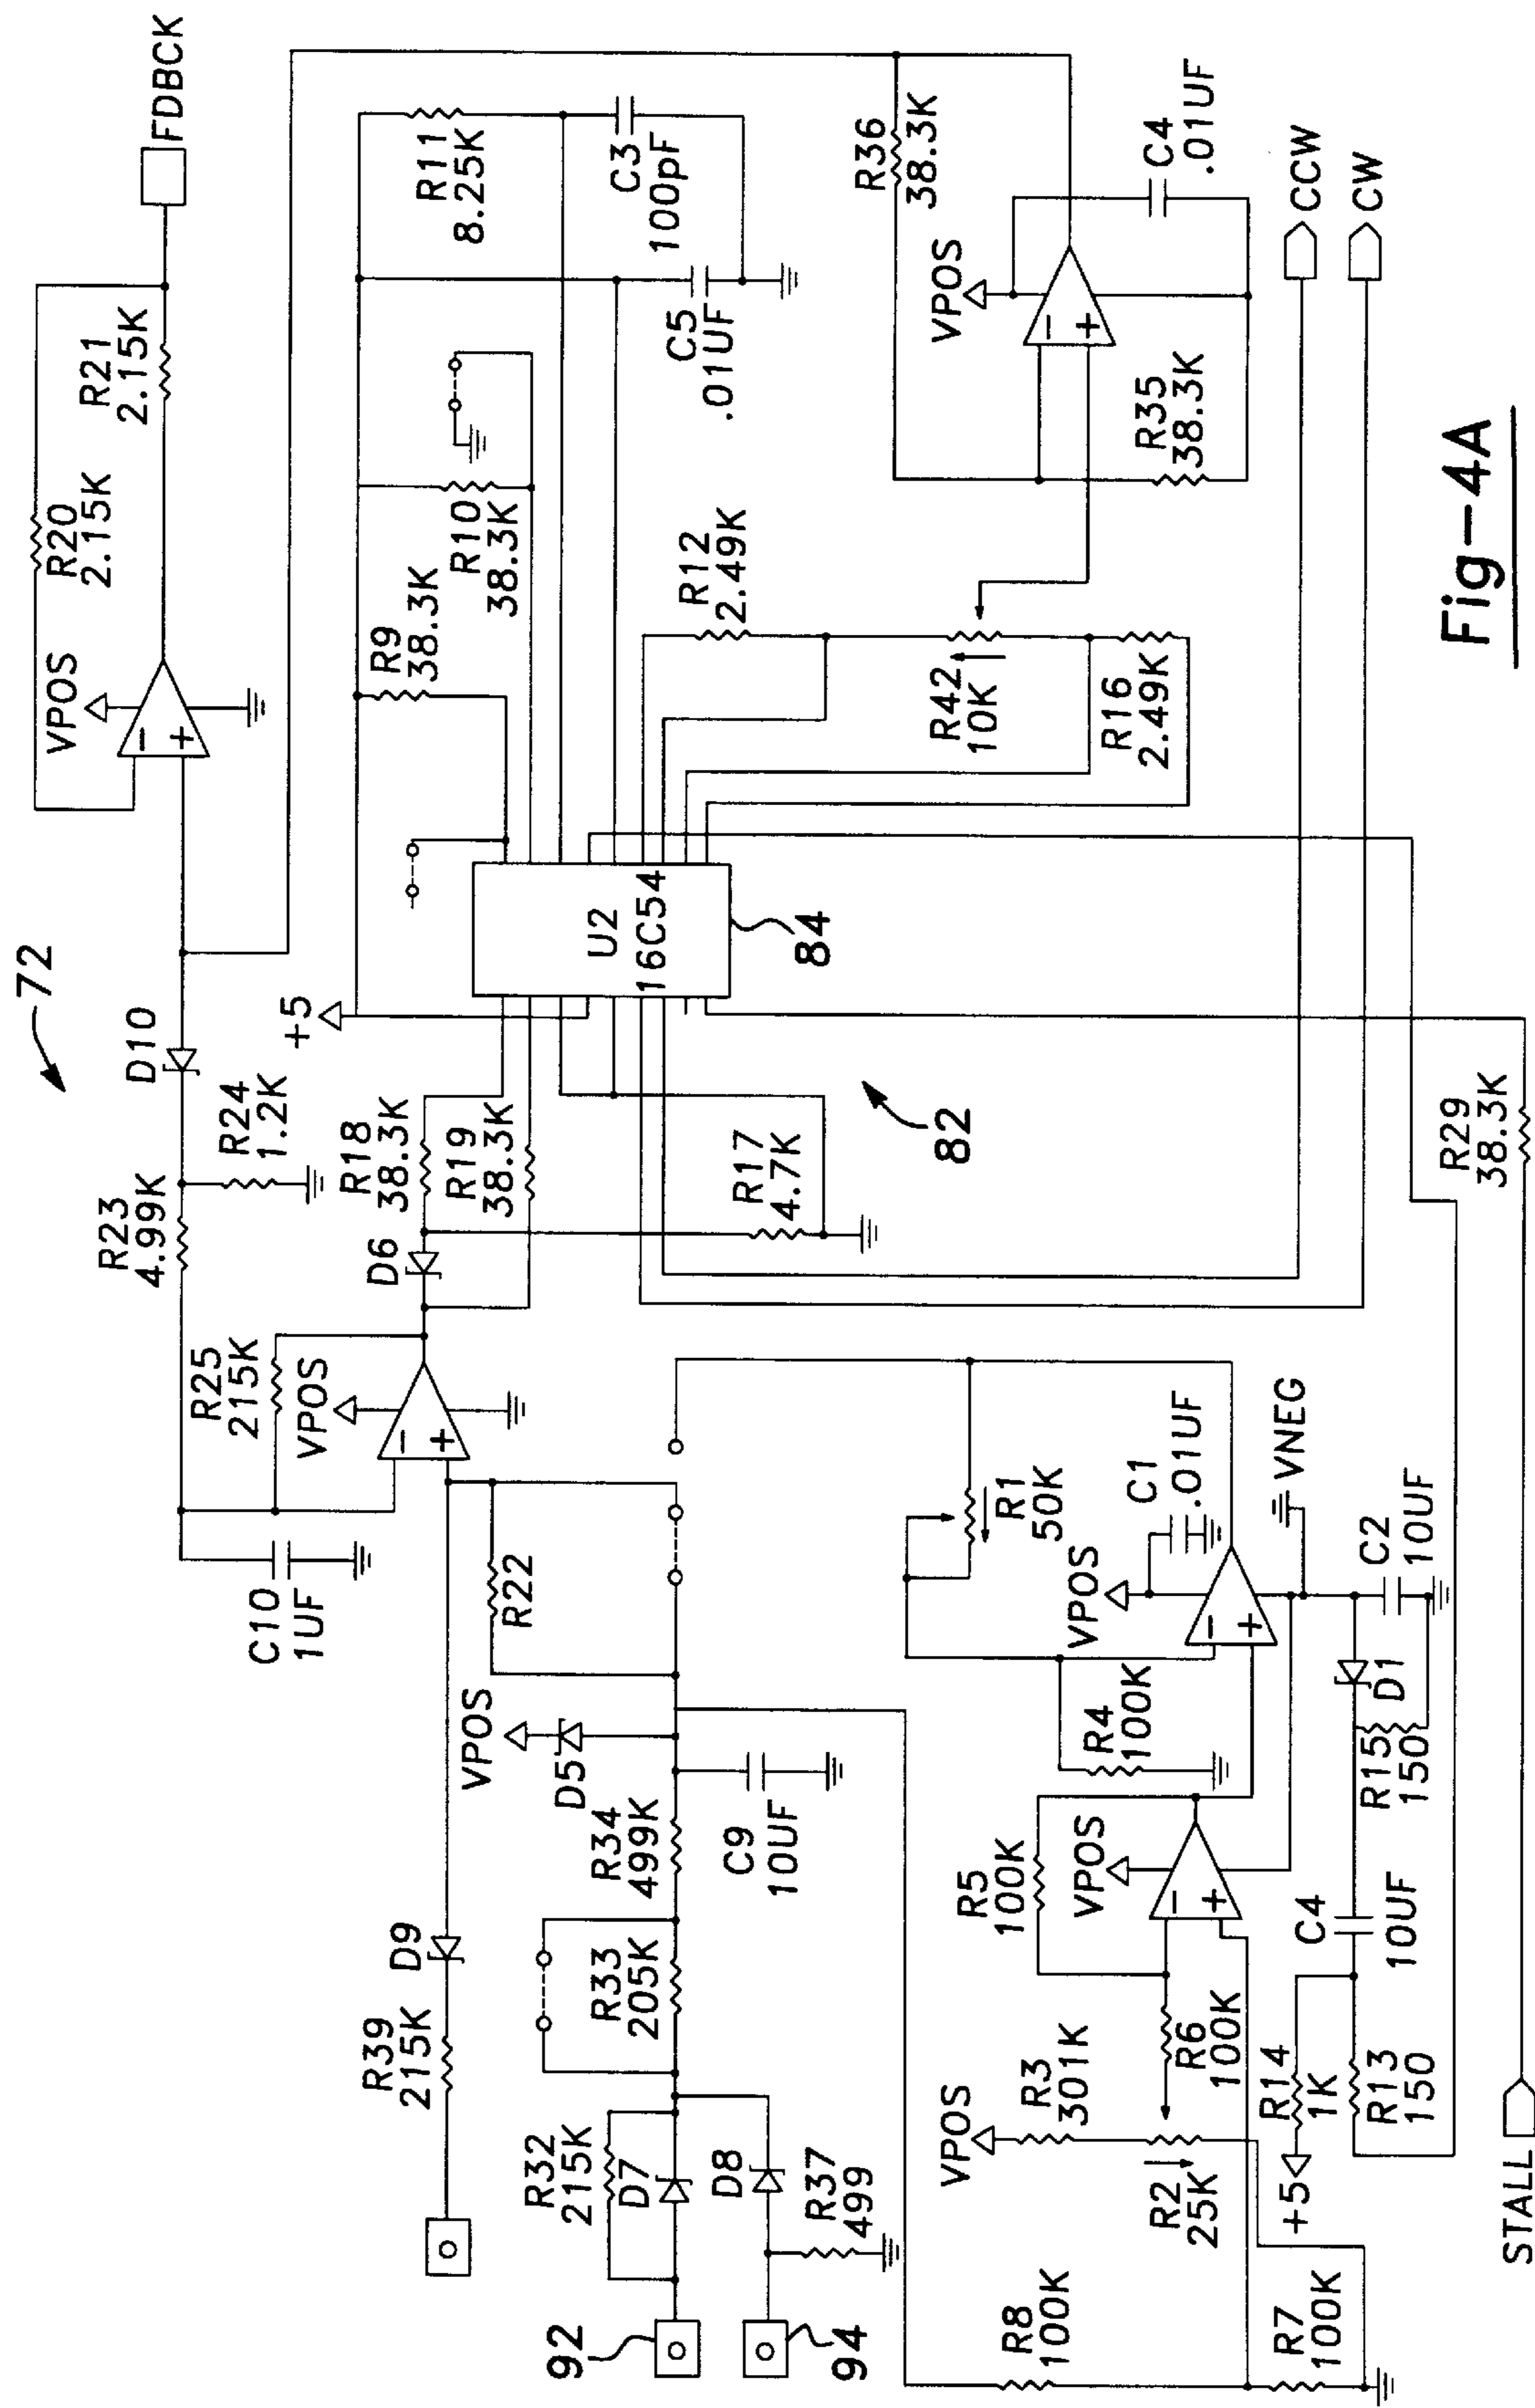 72
FDBCK
R20
2.15K
R21
2.15K
VPOS
−
+
D10
R23
4.99K
R24
1.2K
+5
R9
38.3K
R10
38.3K
R11
8.25K
C3
100pF
C5
.01UF
R25
215K
VPOS
−
+
C10
1UF
D6
R18
38.3K
R19
38.3K
R17
4.7K
U2
16C54
84
82
R12
2.49K
R42
10K
R16
2.49K
R36
38.3K
VPOS
−
+
C4
.01UF
R35
38.3K
CCW
CW
R39
215K
D9
R22
VPOS
D5
R34
499K
C9
10UF
R33
205K
R32
215K
D7
D8
R37
499
92
94
R1
50K
VPOS
C1
.01UF
−
+
VNEG
R4
100K
C2
10UF
D1
R15
150
R5
100K
VPOS
−
+
C4
10UF
R6
100K
VPOS
R3
301K
R2
25K
R14
1K
+5
R13
150
R8
100K
R7
100K
R29
38.3K
STALL
Fig-4A